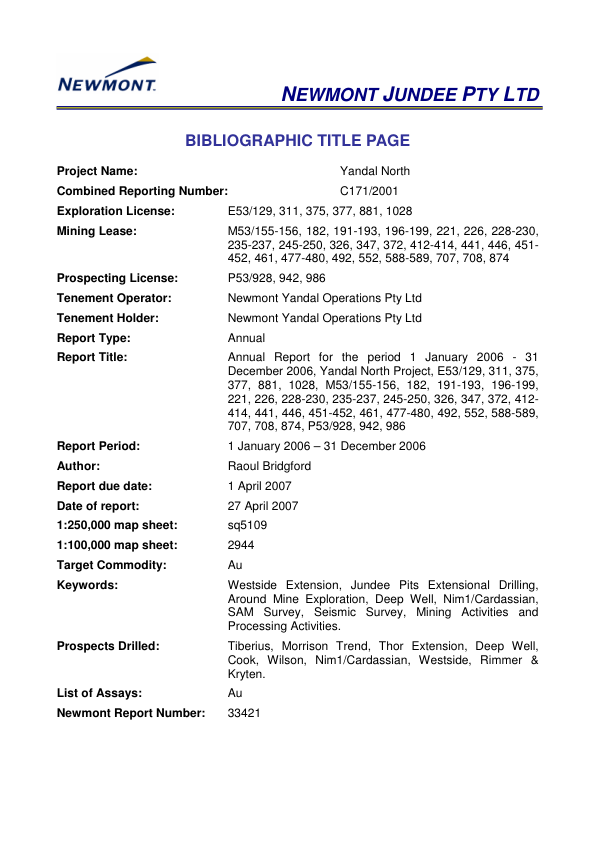 NEWMONT.
NEWMONT JUNDEE PTY LTD
BIBLIOGRAPHIC TITLE PAGE
Project Name: Yandal North
Combined Reporting Number: C171/2001
Exploration License: E53/129, 311, 375, 377, 881, 1028
Mining Lease: M53/155-156, 182, 191-193, 196-199, 221, 226, 228-230,
235-237, 245-250, 326, 347, 372, 412-414, 441, 446, 451-
452, 461, 477-480, 492, 552, 588-589, 707, 708, 874
Prospecting License: P53/928, 942, 986
Tenement Operator: Newmont Yandal Operations Pty Ltd
Tenement Holder: Newmont Yandal Operations Pty Ltd
Report Type: Annual
Report Title: Annual Report for the period 1 January 2006 - 31
December 2006, Yandal North Project, E53/129, 311, 375,
377, 881, 1028, M53/155-156, 182, 191-193, 196-199,
221, 226, 228-230, 235-237, 245-250, 326, 347, 372, 412-
414, 441, 446, 451-452, 461, 477-480, 492, 552, 588-589,
707, 708, 874, P53/928, 942, 986
Report Period: 1 January 2006 – 31 December 2006
Author: Raoul Bridgford
Report due date: 1 April 2007
Date of report: 27 April 2007
1:250,000 map sheet: sq5109
1:100,000 map sheet: 2944
Target Commodity: Au
Keywords: Westside Extension, Jundee Pits Extensional Drilling,
Around Mine Exploration, Deep Well, Nim1/Cardassian,
SAM Survey, Seismic Survey, Mining Activities and
Processing Activities.
Prospects Drilled: Tiberius, Morrison Trend, Thor Extension, Deep Well,
Cook, Wilson, Nim1/Cardassian, Westside, Rimmer &
Kryten.
List of Assays: Au
Newmont Report Number: 33421